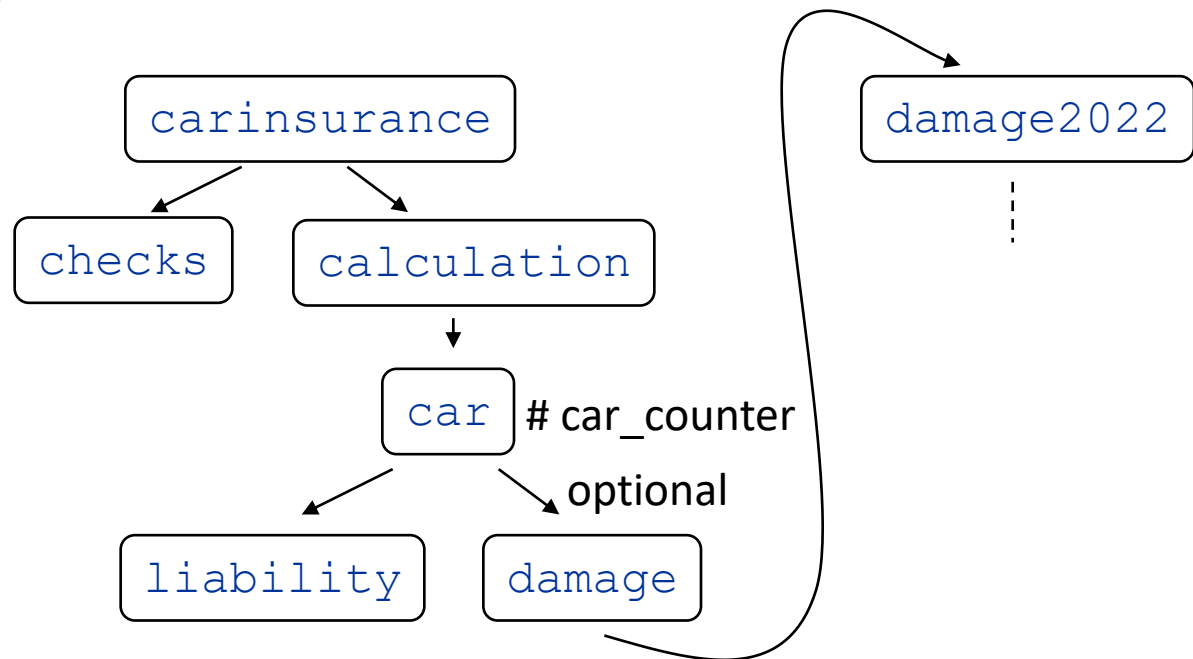 carinsurance
damage2022
checks
calculation
car # car_counter
optional
liability
damage